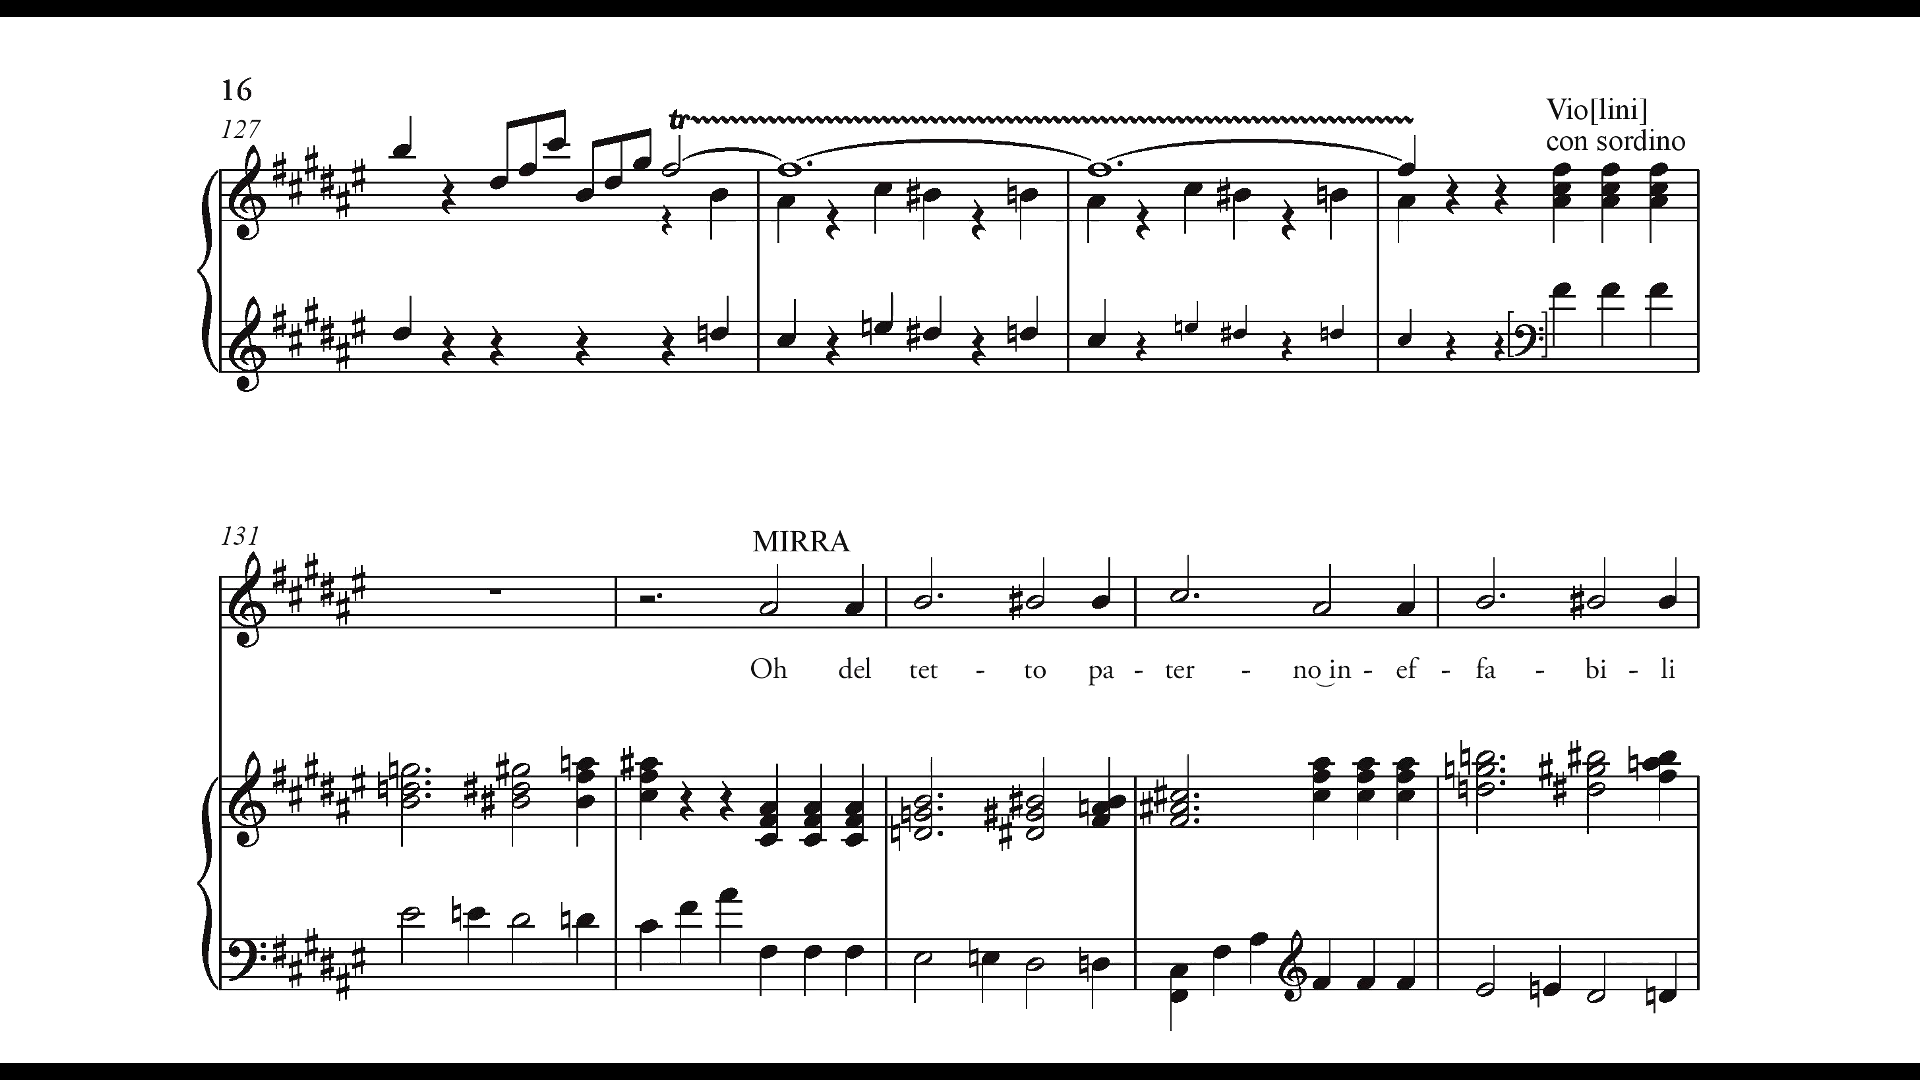 16
127
tr
Vio[lini]
con sordino
131
MIRRA
Oh del tet - to pa - ter - no‿in - ef - fa - bi - li